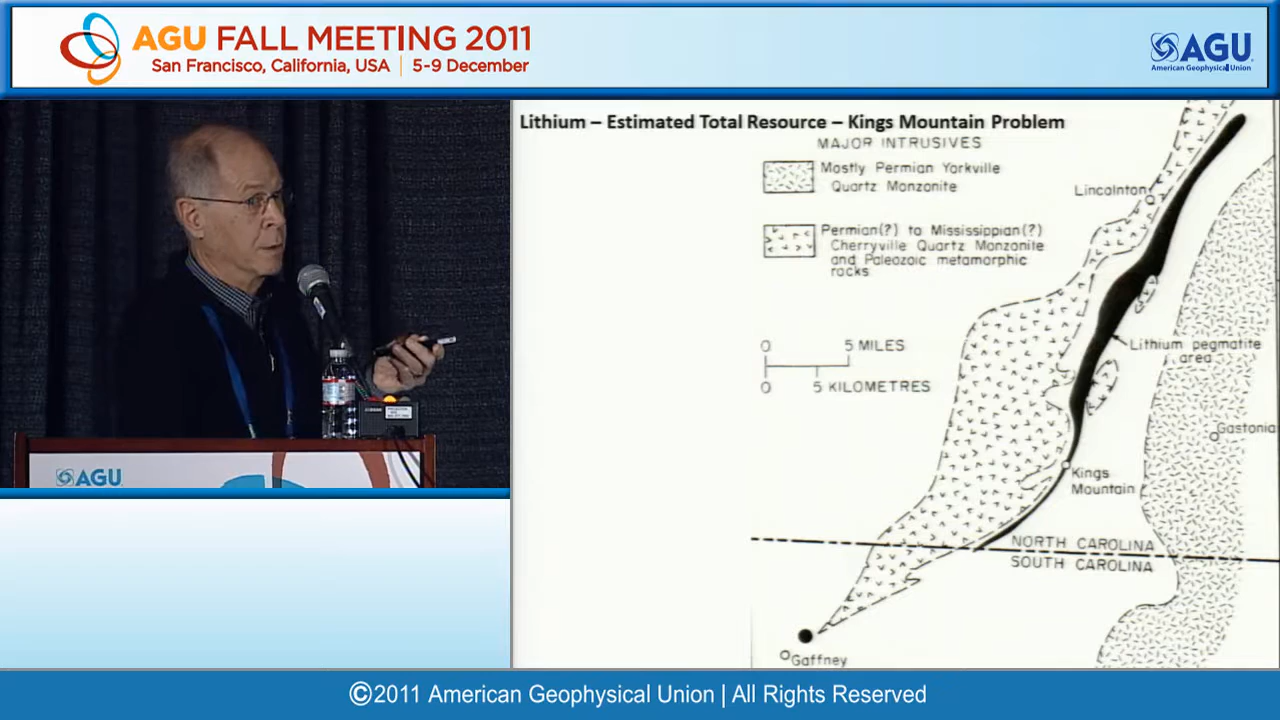 AGU FALL MEETING 2011
San Francisco, California, USA | 5-9 December
AGU
American Geophysical Union
Lithium – Estimated Total Resource – Kings Mountain Problem
MAJOR INTRUSIVES
Mostly Permian Yorkville
Quartz Monzonite
Permian(?) to Mississippian(?)
Cherryville Quartz Monzonite
and Paleozoic metamorphic
rocks
0 5 MILES
0 5 KILOMETRES
Lincolnton
Lithium pegmatite
area
Gastonia
Kings
Mountain
NORTH CAROLINA
SOUTH CAROLINA
Gaffney
AGU
©2011 American Geophysical Union | All Rights Reserved